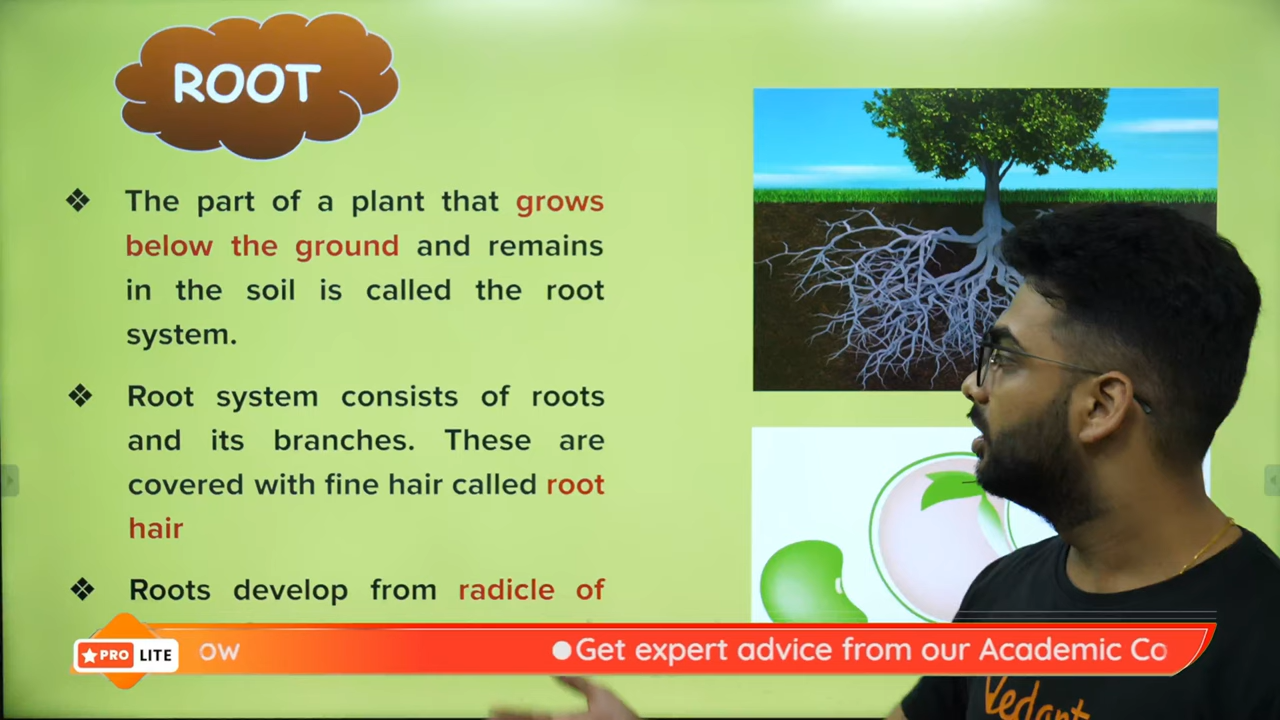 ROOT
❖ The part of a plant that grows
below the ground and remains
in the soil is called the root
system.
❖ Root system consists of roots
and its branches. These are
covered with fine hair called root
hair
❖ Roots develop from radicle of
PRO LITE
OW
●Get expert advice from our Academic Co
Vedant